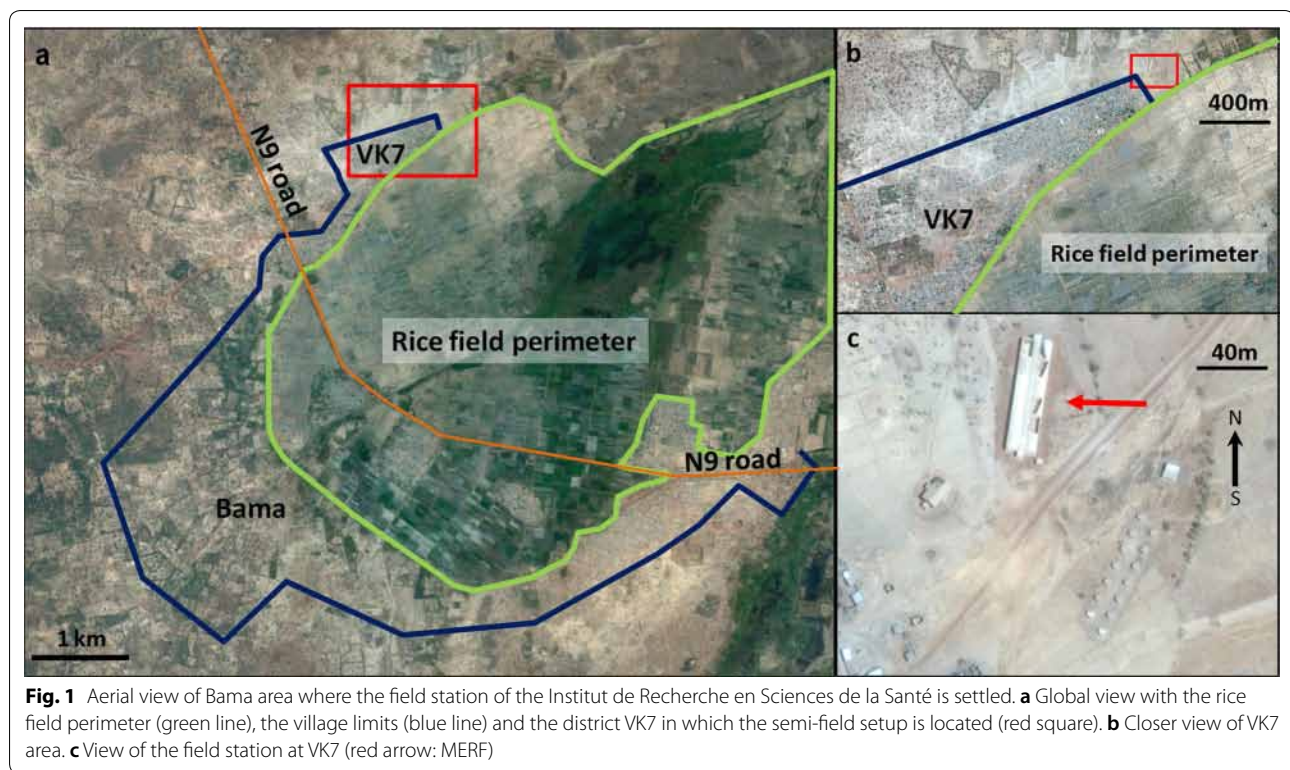 a
N9 road
VK7
Rice field perimeter
N9 road
Bama
1 km
b
400m
VK7
Rice field perimeter
c
40m
N
S
Fig. 1 Aerial view of Bama area where the field station of the Institut de Recherche en Sciences de la Santé is settled. a Global view with the rice
field perimeter (green line), the village limits (blue line) and the district VK7 in which the semi-field setup is located (red square). b Closer view of VK7
area. c View of the field station at VK7 (red arrow: MERF)